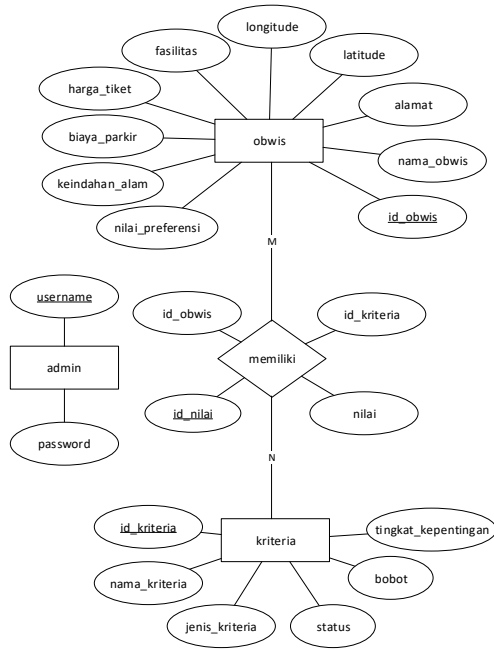 longitude
fasilitas
latitude
harga_tiket
alamat
biaya_parkir
obwis
nama_obwis
keindahan_alam
id_obwis
nilai_preferensi
M
username
id_obwis
id_kriteria
admin
memiliki
id_nilai
nilai
password
N
id_kriteria
tingkat_kepentingan
kriteria
nama_kriteria
bobot
jenis_kriteria
status